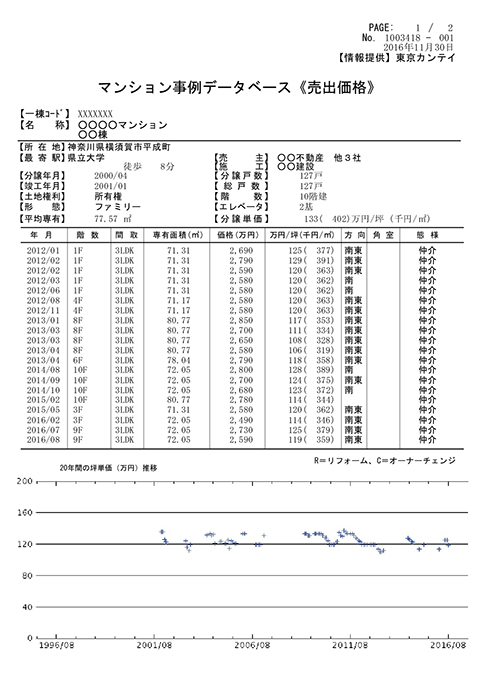 PAGE: 1 / 2
No. 1003418 - 001
2016年11月30日
【情報提供】東京カンテイ
マンション事例データベース《売出価格》
【一棟ｺｰﾄﾞ】XXXXXXX
【名　称】〇〇〇〇マンション
〇〇棟
【所 在 地】神奈川県横須賀市平成町
【最 寄 駅】県立大学 【売　主】〇〇不動産 他３社
徒歩 8分 【施　工】〇〇建設
【分譲年月】2000/04 【分譲戸数】127戸
【竣工年月】2001/01 【総 戸 数】127戸
【土地権利】所有権 【階　数】10階建
【形　態】ファミリー 【エレベータ】2基
【平均専有】77.57 ㎡ 【分譲単価】133( 402)万円/坪（千円/㎡）
年 月 階 数 間 取 専有面積(㎡) 価格(万円) 万円/坪(千円/㎡) 方 向 角 室 態 様
2012/01 1F 3LDK 71.31 2,690 125( 377) 南東 仲介
2012/02 1F 3LDK 71.31 2,790 129( 391) 南東 仲介
2012/02 1F 3LDK 71.31 2,590 120( 363) 南東 仲介
2012/03 1F 3LDK 71.31 2,580 120( 362) 南 仲介
2012/06 1F 3LDK 71.31 2,580 120( 362) 南 仲介
2012/08 4F 3LDK 71.17 2,580 120( 363) 南東 仲介
2012/11 4F 3LDK 71.17 2,580 120( 363) 南東 仲介
2013/01 8F 3LDK 80.77 2,850 117( 353) 南東 仲介
2013/03 8F 3LDK 80.77 2,700 111( 334) 南東 仲介
2013/03 8F 3LDK 80.77 2,650 108( 328) 南東 仲介
2013/04 8F 3LDK 80.77 2,580 106( 319) 南東 仲介
2013/04 6F 3LDK 78.04 2,790 118( 358) 南東 仲介
2014/08 10F 3LDK 72.05 2,800 128( 389) 南 仲介
2014/09 10F 3LDK 72.05 2,700 124( 375) 南東 仲介
2014/10 10F 3LDK 72.05 2,680 123( 372) 南 仲介
2015/02 10F 3LDK 80.77 2,780 114( 344) 仲介
2015/05 3F 3LDK 71.31 2,580 120( 362) 南東 仲介
2016/02 3F 3LDK 72.05 2,490 114( 346) 南東 仲介
2016/07 9F 3LDK 72.05 2,730 125( 379) 南東 仲介
2016/08 9F 3LDK 72.05 2,590 119( 359) 南東 仲介
R=リフォーム、C=オーナーチェンジ
20年間の坪単価（万円）推移
200
160
120
80
40
0
1996/08 2001/08 2006/08 2011/08 2016/08